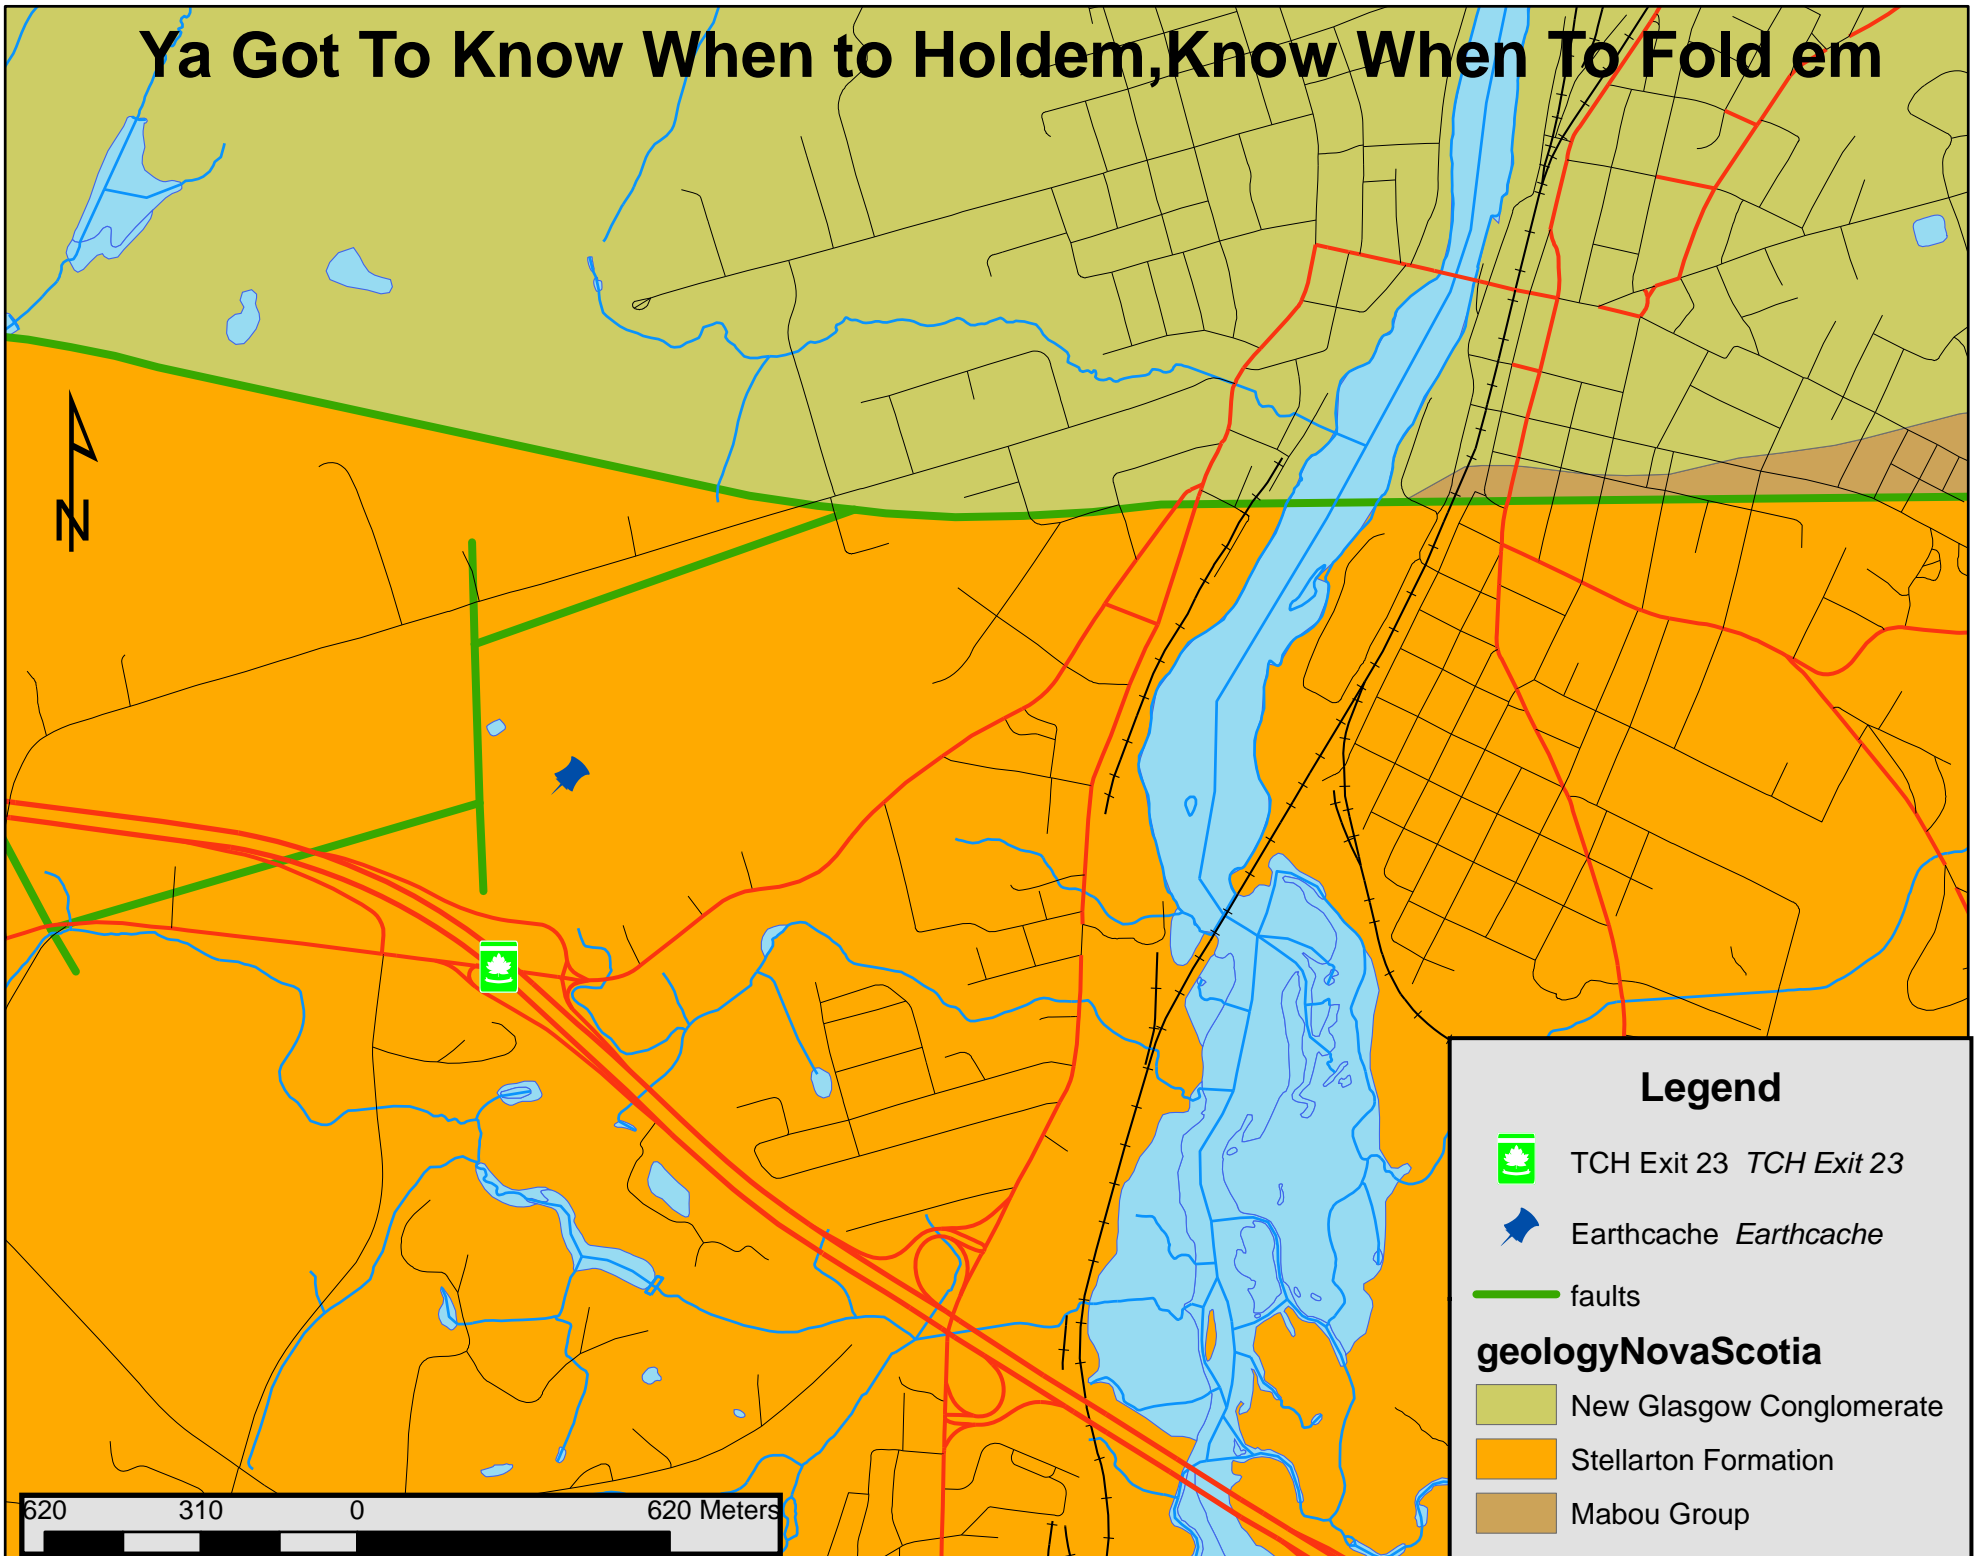 Ya Got To Know When to Holdem,Know When To Fold em
N
Legend
TCH Exit 23 TCH Exit 23
Earthcache Earthcache
faults
geologyNovaScotia
New Glasgow Conglomerate
Stellarton Formation
Mabou Group
620 310 0 620 Meters